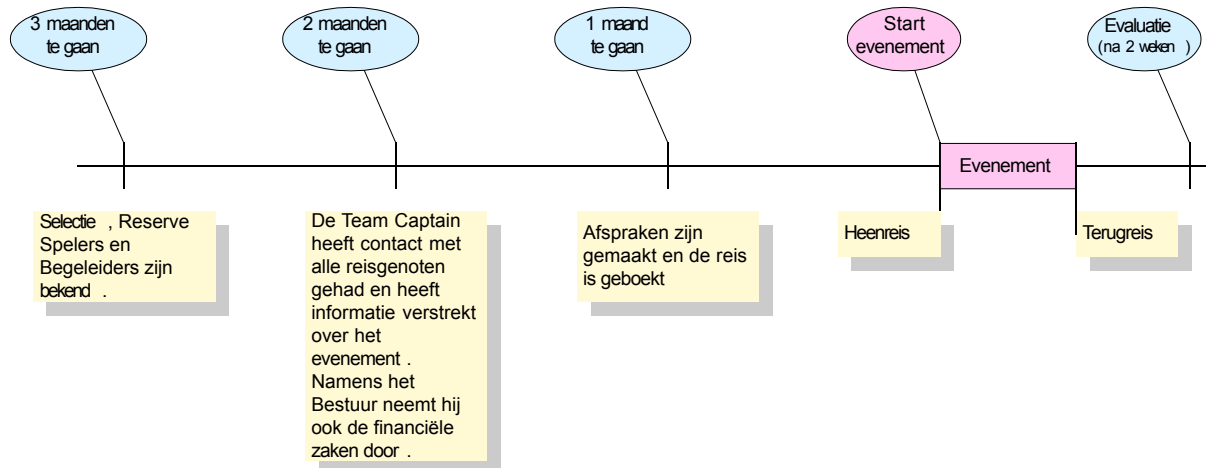 3 maanden
te gaan
2 maanden
te gaan
1 maand
te gaan
Start
evenement
Evaluatie
(na 2 weken )
Evenement
Selectie , Reserve
Spelers en
Begeleiders zijn
bekend .
De Team Captain
heeft contact met
alle reisgenoten
gehad en heeft
informatie verstrekt
over het
evenement .
Namens het
Bestuur neemt hij
ook de financiële
zaken door .
Afspraken zijn
gemaakt en de reis
is geboekt
Heenreis
Terugreis